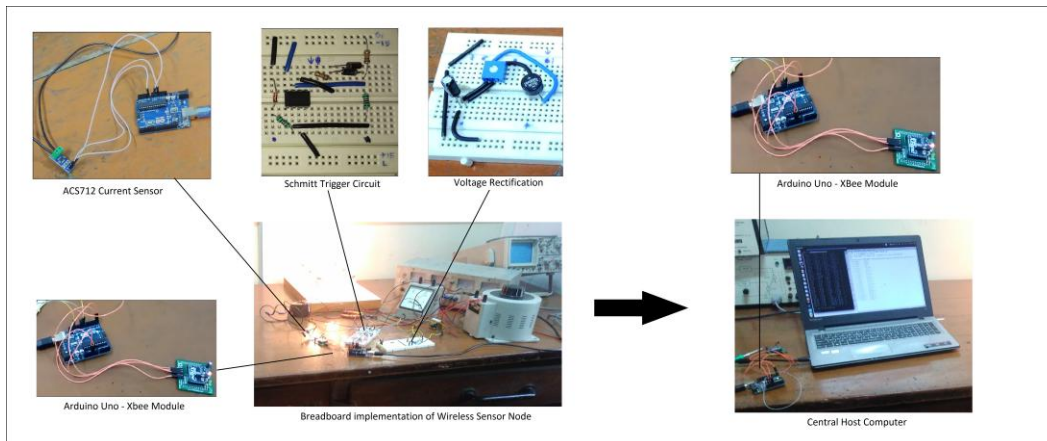 ACS712 Current Sensor
Schmitt Trigger Circuit
Voltage Rectification
Arduino Uno - XBee Module
Arduino Uno - Xbee Module
Breadboard implementation of Wireless Sensor Node
Central Host Computer